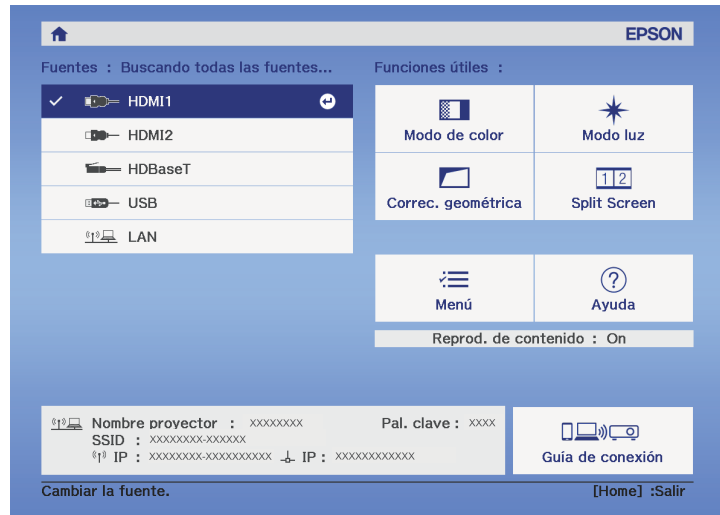 EPSON
Fuentes : Buscando todas las fuentes...
HDMI1
HDMI2
HDBaseT
USB
LAN
Funciones útiles :
Modo de color
Modo luz
Correc. geométrica
1 2
Split Screen
Menú
?
Ayuda
Reprod. de contenido : On
Nombre proyector : XXXXXXXX Pal. clave : XXXX
SSID : XXXXXXXX-XXXXXX
IP : XXXXXXXX-XXXXXXXXXX IP : XXXXXXXXXXXX
Guía de conexión
Cambiar la fuente. [Home] :Salir